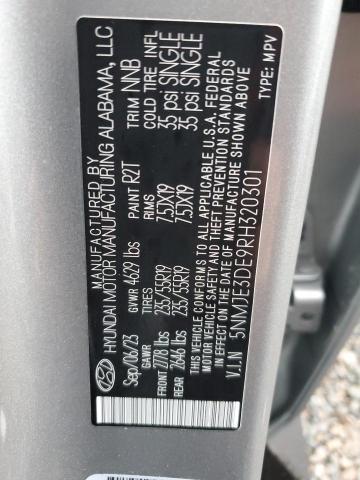 MANUFACTURED BY
HYUNDAI MOTOR MANUFACTURING ALABAMA, LLC
Sep/06/23 GVWR 4629 lbs PAINT R2T TRIM NNB
GAWR TIRES RIMS COLD TIRE INFL
FRONT 2778 lbs 235/55R19 7.5JX19 35 psi SINGLE
REAR 2646 lbs 235/55R19 7.5JX19 35 psi SINGLE
THIS VEHICLE CONFORMS TO ALL APPLICABLE U.S.A. FEDERAL
MOTOR VEHICLE SAFETY AND BUMPER STANDARDS,
AND THEFT PREVENTION STANDARDS IN EFFECT
ON THE DATE OF MANUFACTURE SHOWN ABOVE
V.I.N 5NMJE3DE9RH320301 TYPE: MPV